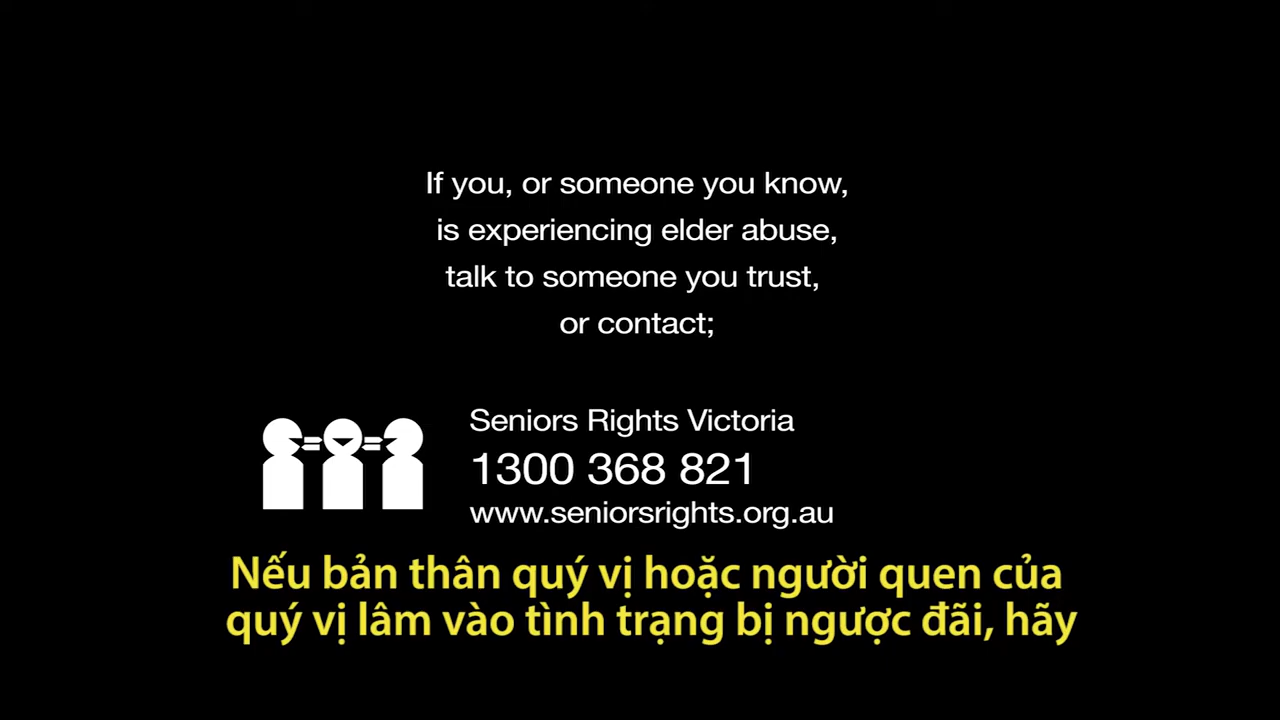 If you, or someone you know,
is experiencing elder abuse,
talk to someone you trust,
or contact;
Seniors Rights Victoria
1300 368 821
www.seniorsrights.org.au
Nếu bản thân quý vị hoặc người quen của
quý vị lâm vào tình trạng bị ngược đãi, hãy